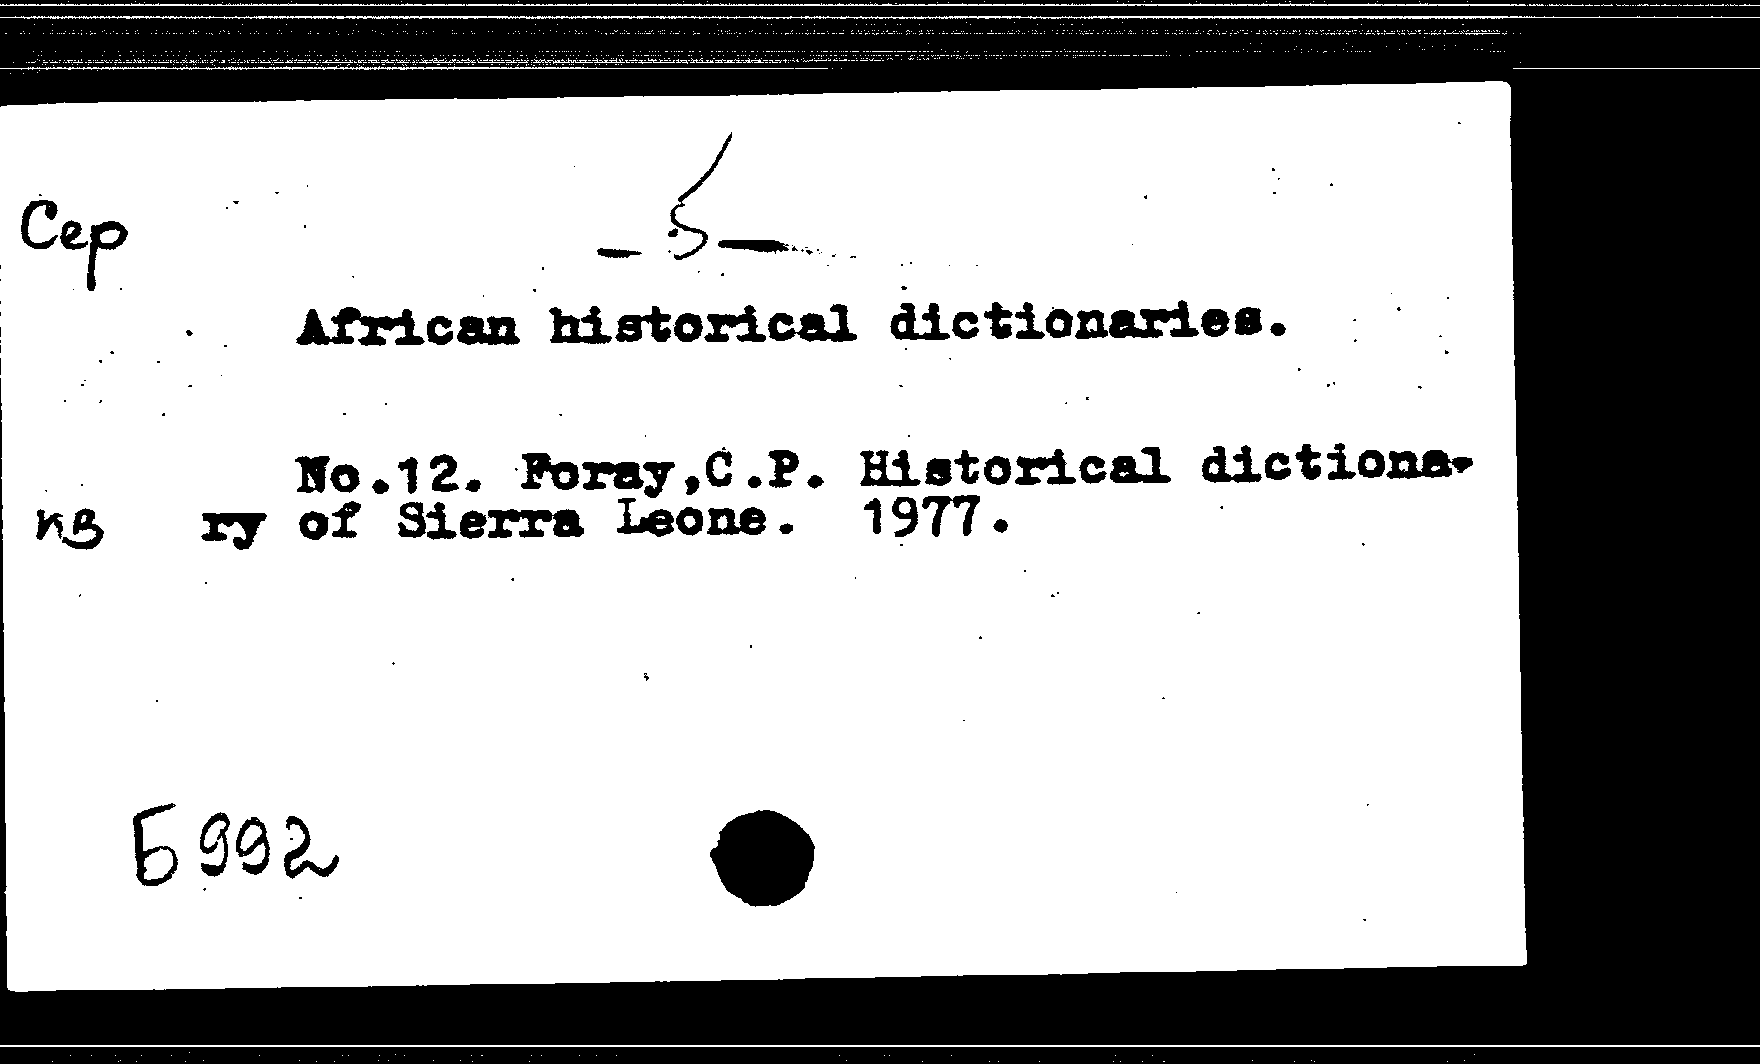 Сер
- 5 -
African historical dictionaries.
No.12. Foray,C.P. Historical dictiona-
кв ry of Sierra Leone. 1977.
Б992